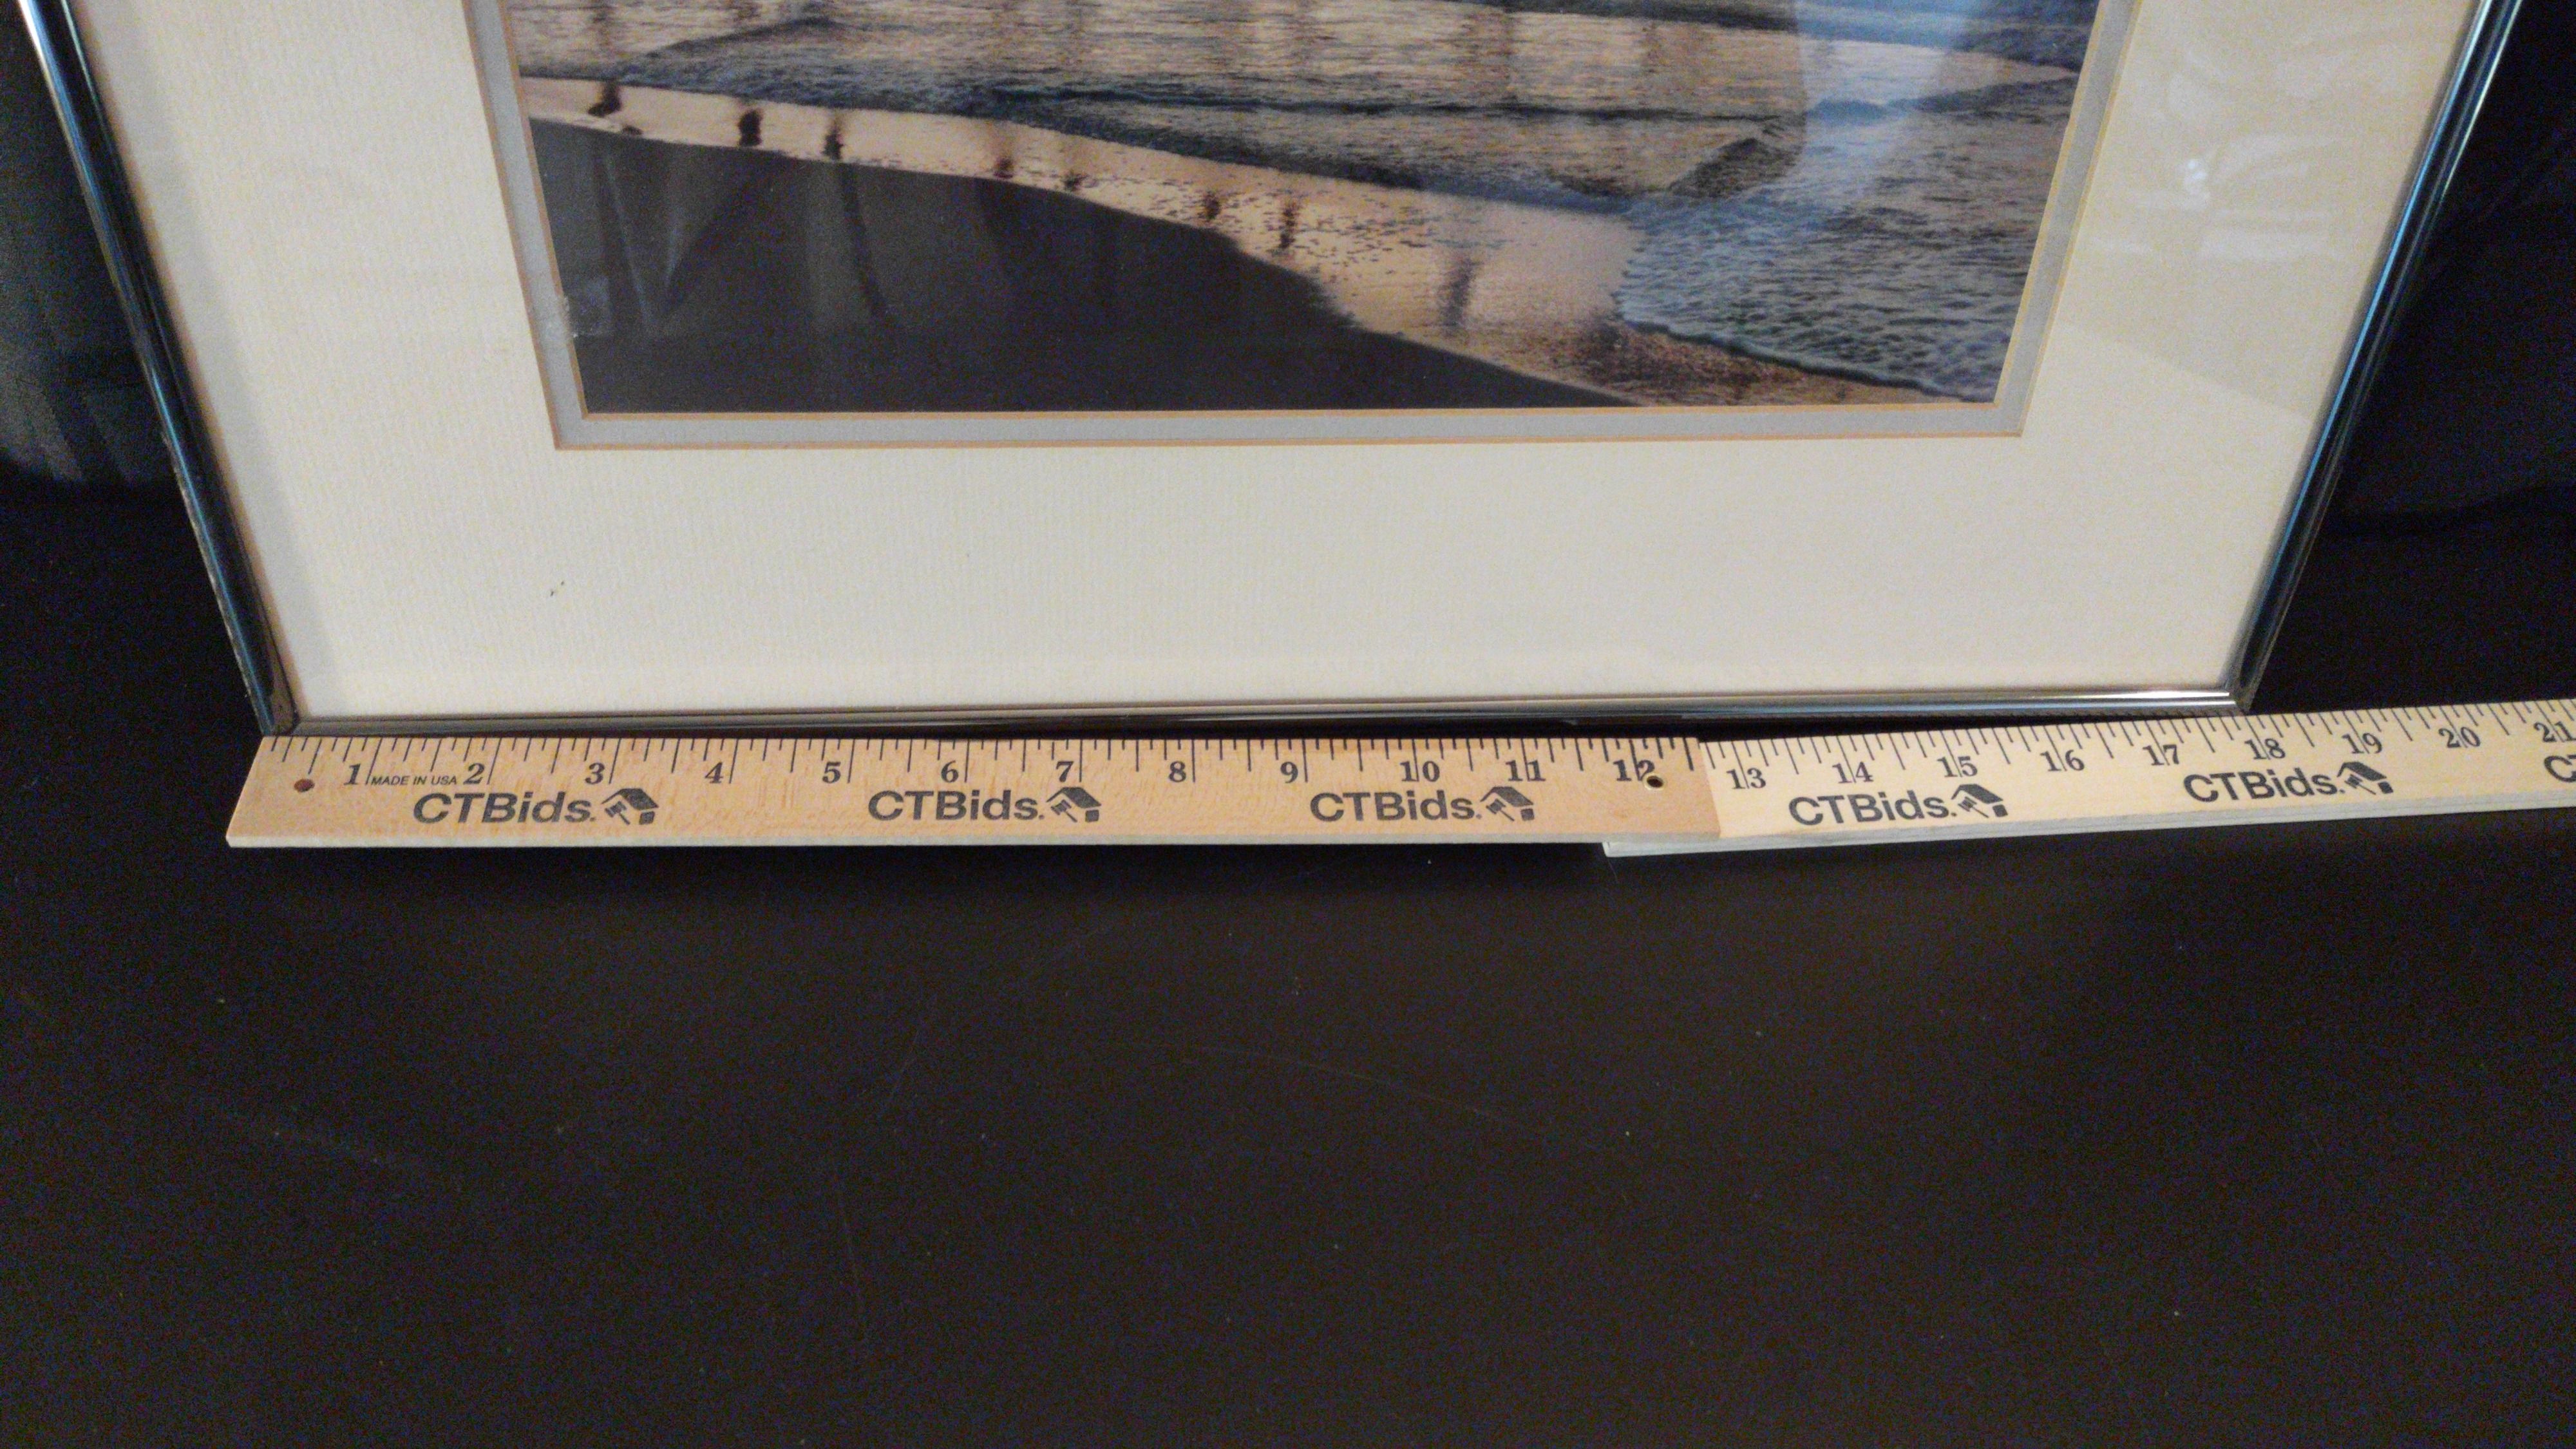 1 MADE IN USA 2 3 4 5 6 7 8 9 10 11 12 13 14 15 16 17 18 19 20 21
CTBids. CTBids. CTBids. CTBids. CTBids. CT